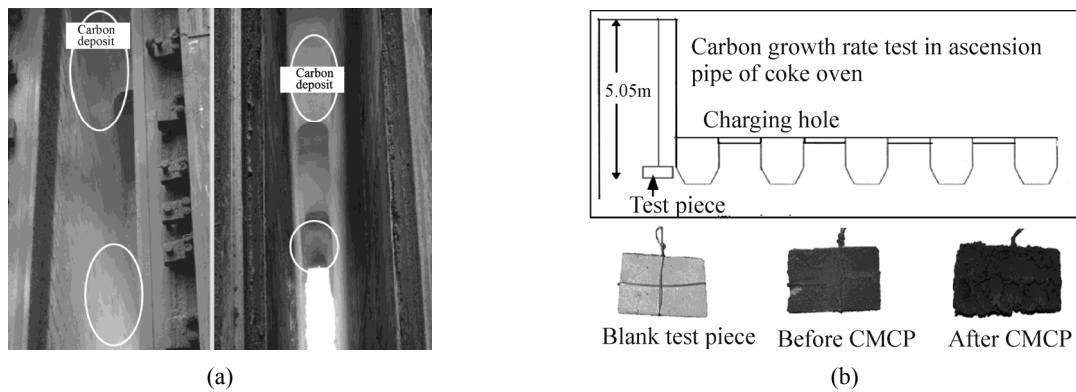 Carbon
deposit
Carbon
deposit
(a)
Carbon growth rate test in ascension
pipe of coke oven
5.05m
Charging hole
Test piece
Blank test piece
Before CMCP
After CMCP
(b)